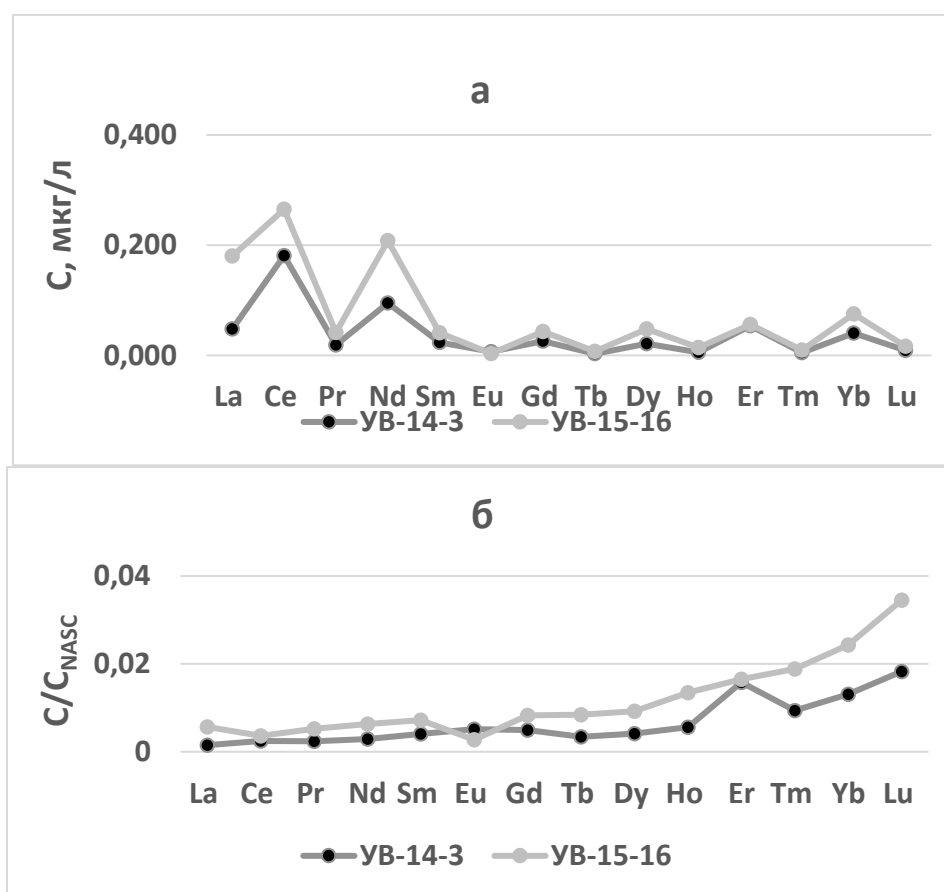 а
0,400
0,200
0,000
С, мкг/л
La Ce Pr Nd Sm Eu Gd Tb Dy Ho Er Tm Yb Lu
УВ-14-3 УВ-15-16
б
0,04
0,02
0
C/C_NASC
La Ce Pr Nd Sm Eu Gd Tb Dy Ho Er Tm Yb Lu
УВ-14-3 УВ-15-16